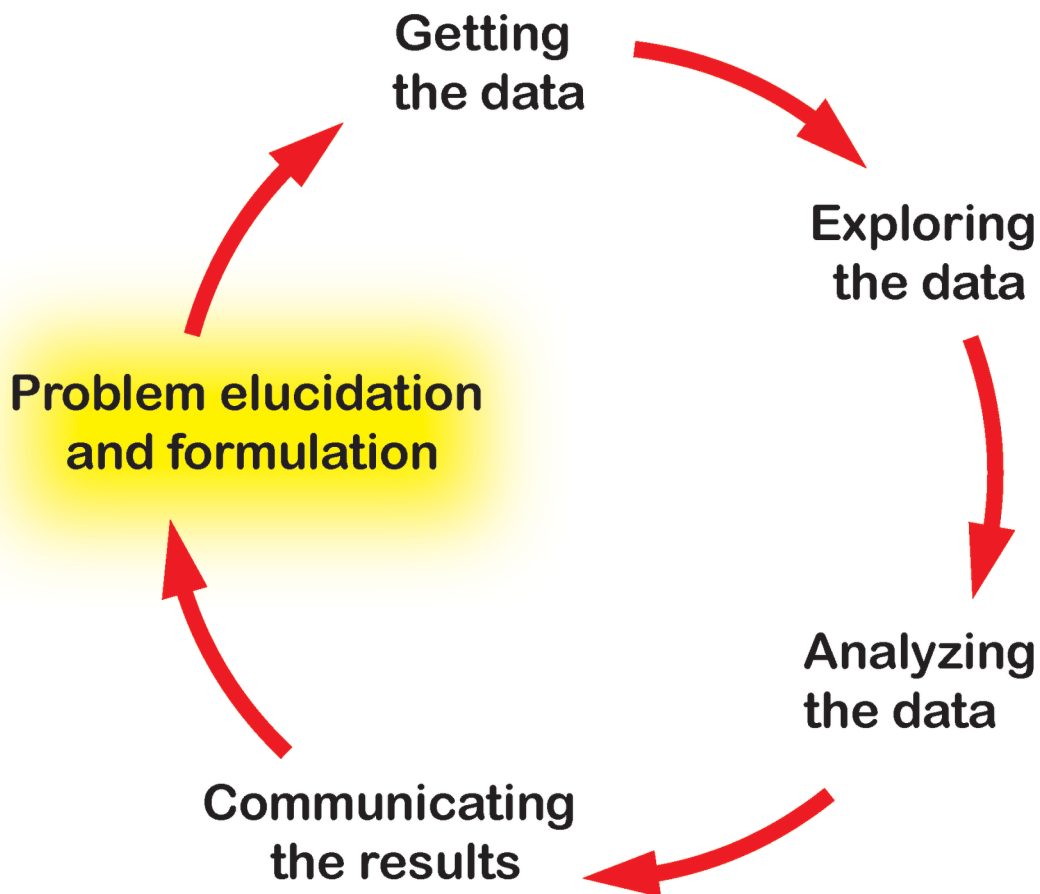 Getting
the data
Exploring
the data
Analyzing
the data
Communicating
the results
Problem elucidation
and formulation